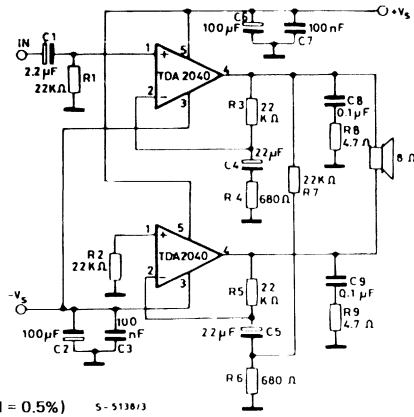 C6
100µF
100nF
C7
+Vs
IN
C1
2.2µF
R1
22KΩ
1
+
5
TDA2040
4
2
−
3
R3
22
KΩ
22µF
C4
R4
680Ω
22KΩ
R7
C8
0.1µF
R8
4.7Ω
8Ω
R2
22KΩ
1
+
5
TDA2040
4
2
−
3
R5
22
KΩ
22µF
C5
R6
680Ω
C9
0.1µF
R9
4.7Ω
-Vs
100µF
C2
100
nF
C3
= 0.5%)
S-5138/3